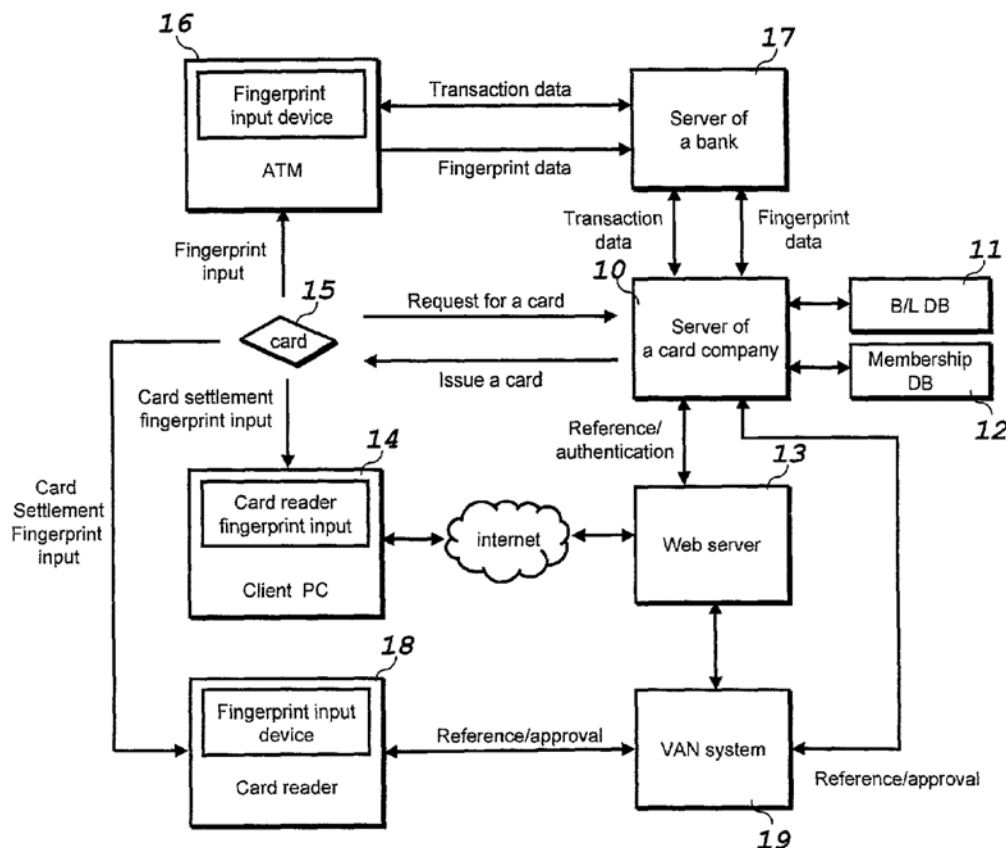 16
Fingerprint
input device
ATM
Transaction data
Fingerprint data
17
Server of
a bank
Fingerprint
input
Transaction
data
Fingerprint
data
15
card
Request for a card
Issue a card
10
Server of
a card company
11
B/L DB
Membership
DB
12
Card settlement
fingerprint input
Reference/
authentication
14
Card reader
fingerprint input
Client PC
internet
13
Web server
Card
Settlement
Fingerprint
input
18
Fingerprint input
device
Card reader
Reference/approval
VAN system
19
Reference/approval